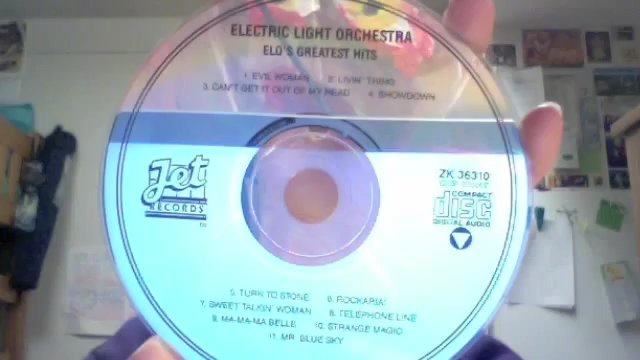 ELECTRIC LIGHT ORCHESTRA
ELO'S GREATEST HITS
1. EVIL WOMAN 2. LIVIN' THING
3. CAN'T GET IT OUT OF MY HEAD 4. SHOWDOWN
Jet
RECORDS
ZK 36310
COMPACT
disc
DIGITAL AUDIO
5. TURN TO STONE 6. ROCKARIA!
7. SWEET TALKIN' WOMAN 8. TELEPHONE LINE
9. MA-MA-MA BELLE 10. STRANGE MAGIC
11. MR. BLUE SKY